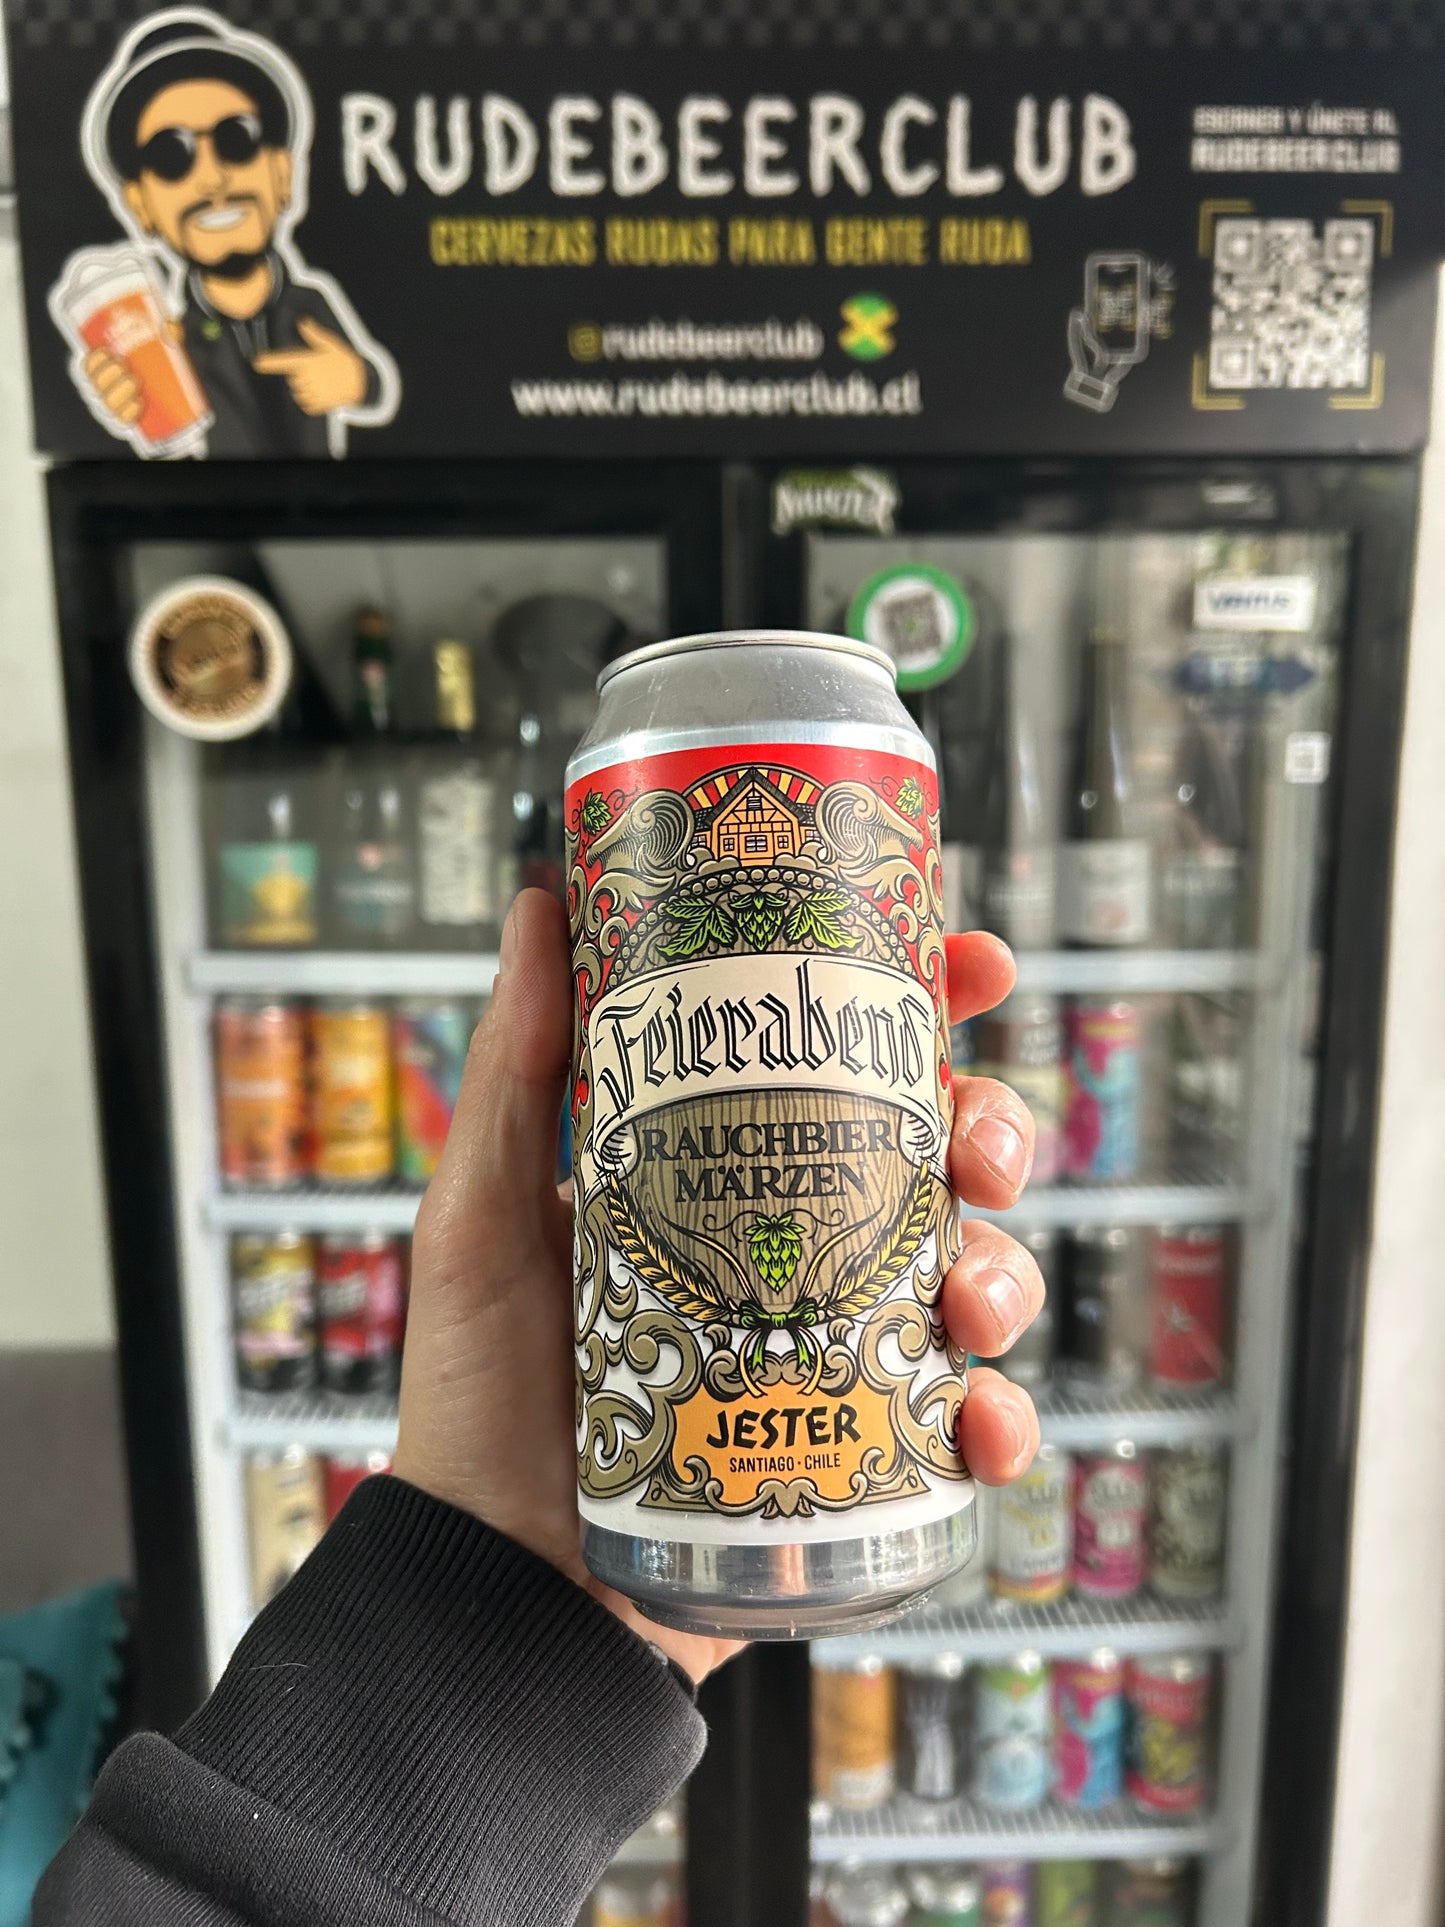 RUDEBEERCLUB
CERVEZAS RUDAS PARA GENTE RUDA
@rudebeerclub
www.rudebeerclub.cl
ESCANEA Y ÚNETE AL
RUDEBEERCLUB
VENTUS
Feierabend
RAUCHBIER
MÄRZEN
JESTER
SANTIAGO · CHILE